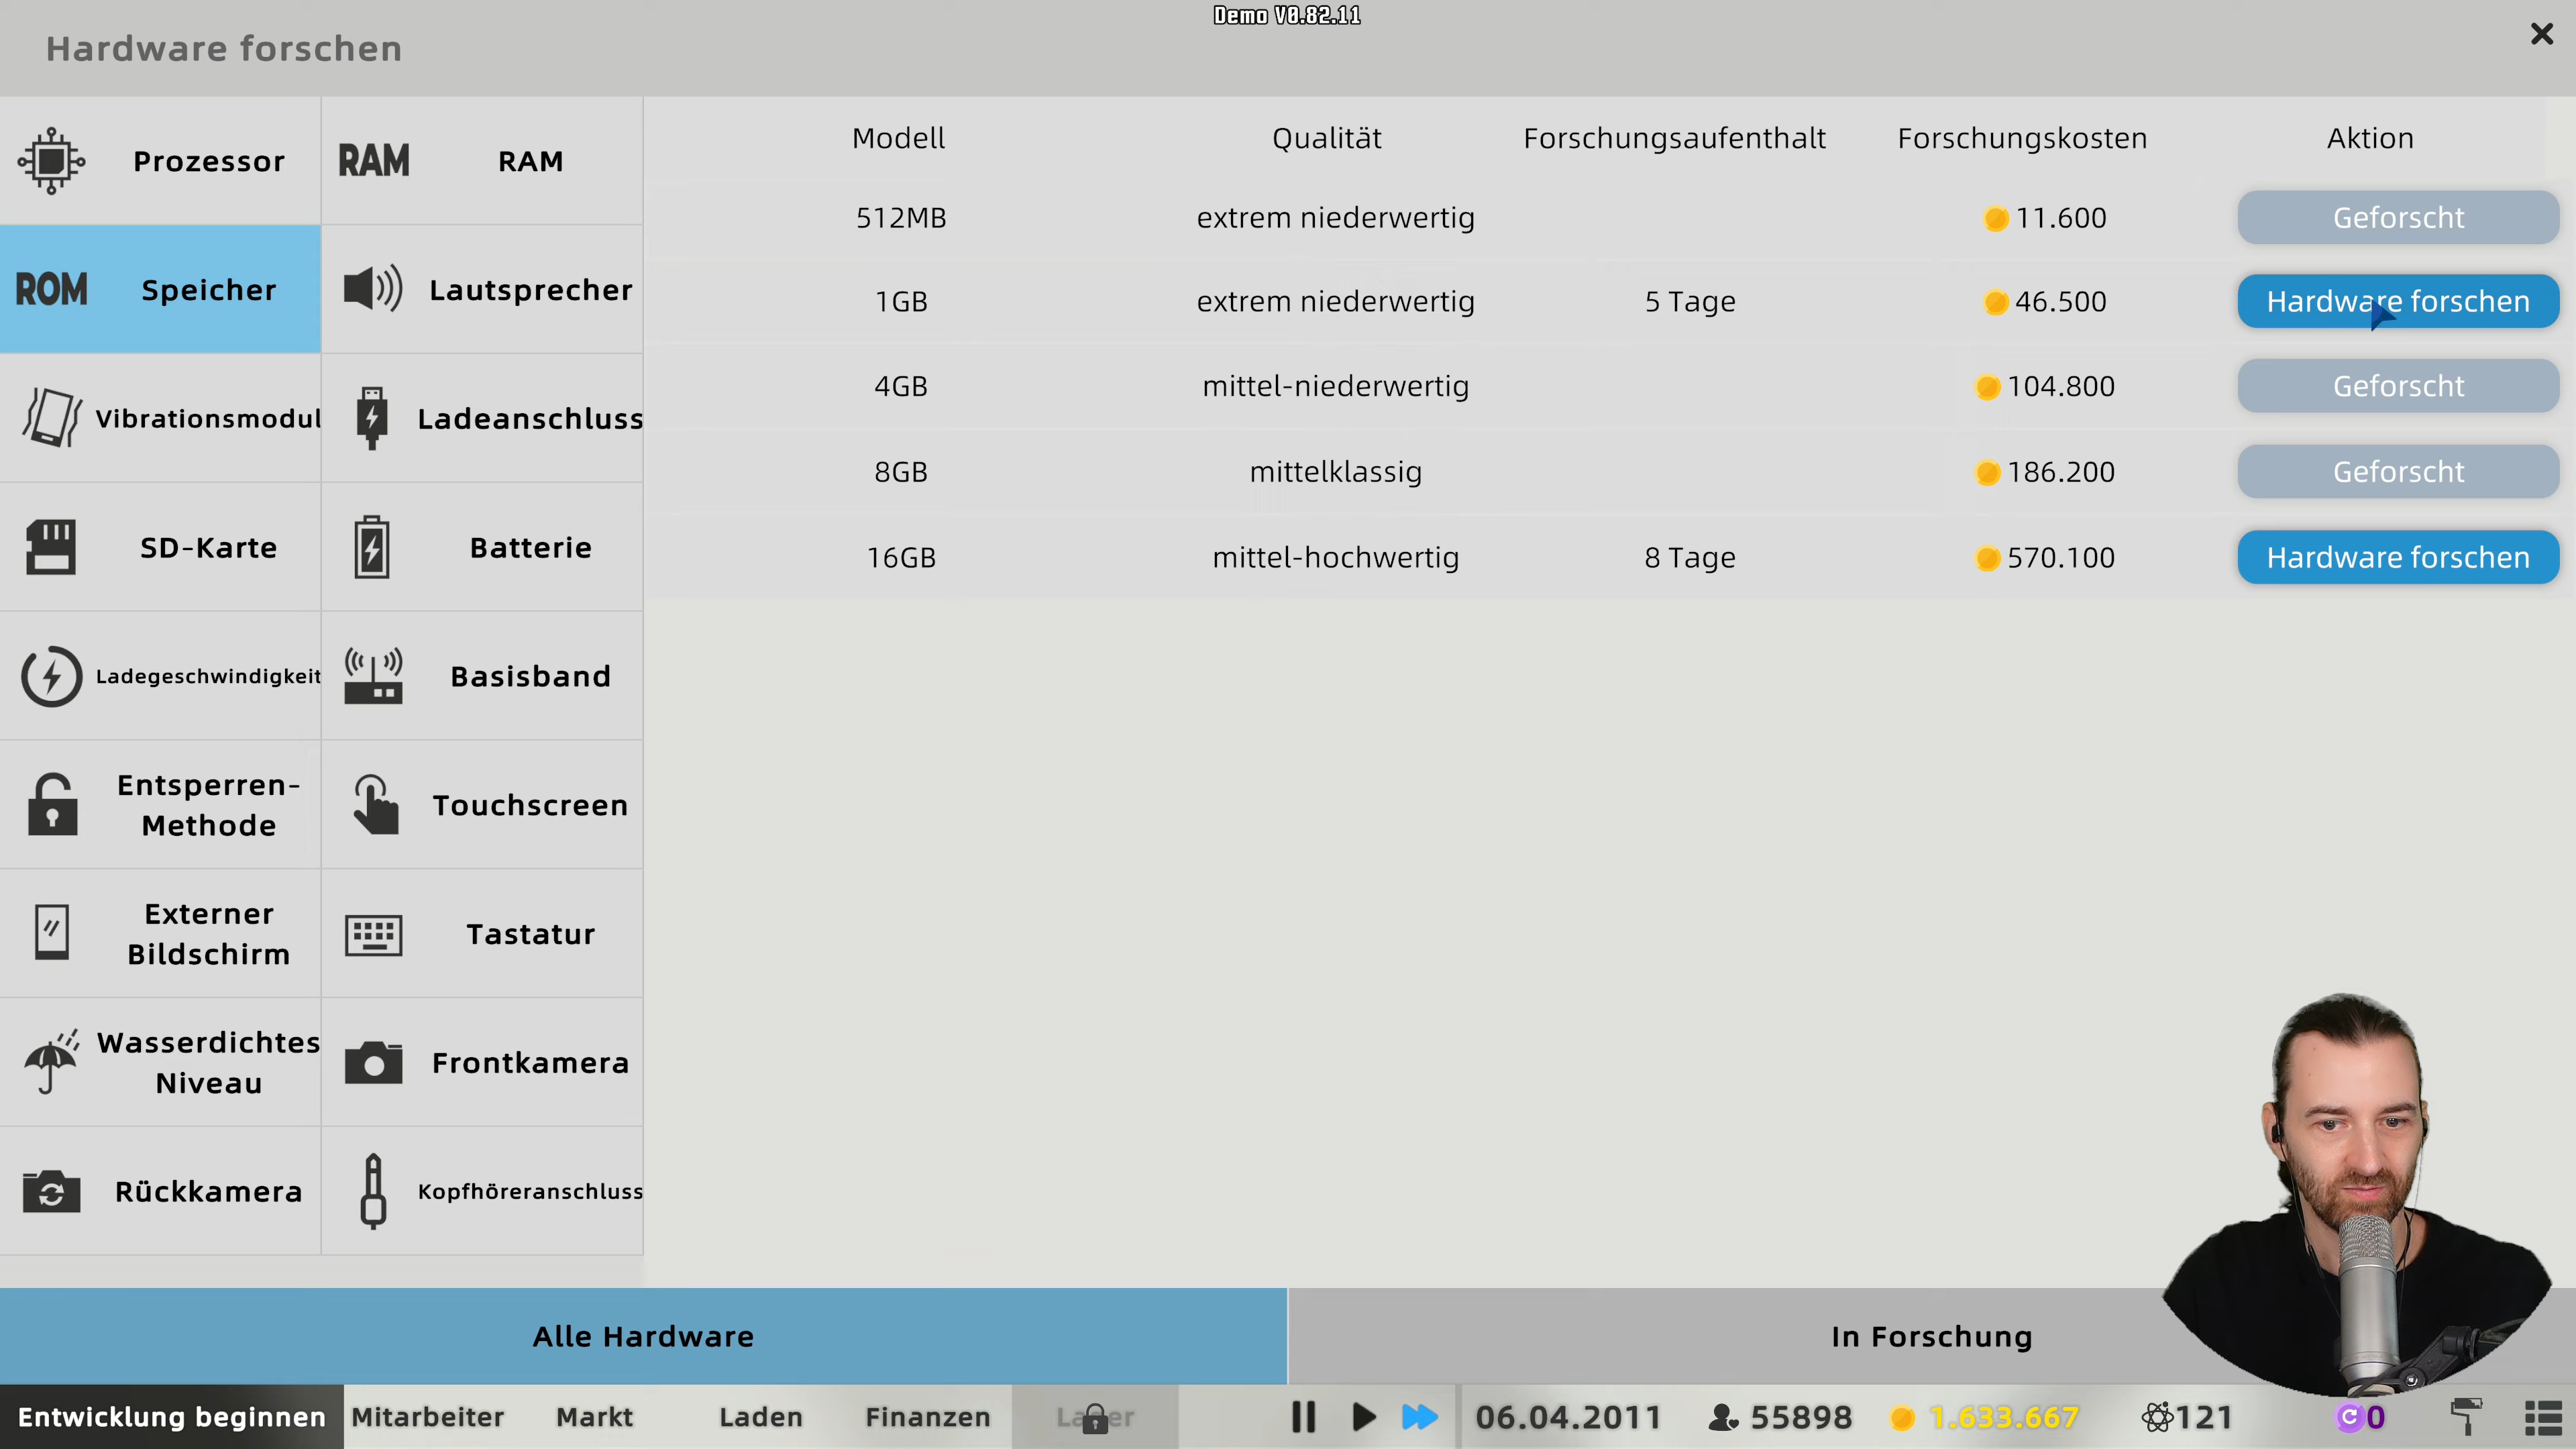 Demo V0.82.11
Hardware forschen
Prozessor
RAM RAM
ROM Speicher
Lautsprecher
Vibrationsmodul
Ladeanschluss
SD-Karte
Batterie
Ladegeschwindigkeit
Basisband
Entsperren-
Methode
Touchscreen
Externer
Bildschirm
Tastatur
Wasserdichtes
Niveau
Frontkamera
Rückkamera
Kopfhöreranschluss
Modell Qualität Forschungsaufenthalt Forschungskosten Aktion
512MB extrem niederwertig 11.600 Geforscht
1GB extrem niederwertig 5 Tage 46.500 Hardware forschen
4GB mittel-niederwertig 104.800 Geforscht
8GB mittelklassig 186.200 Geforscht
16GB mittel-hochwertig 8 Tage 570.100 Hardware forschen
Alle Hardware In Forschung
Entwicklung beginnen Mitarbeiter Markt Laden Finanzen 06.04.2011 55898 1.633.667 121 0